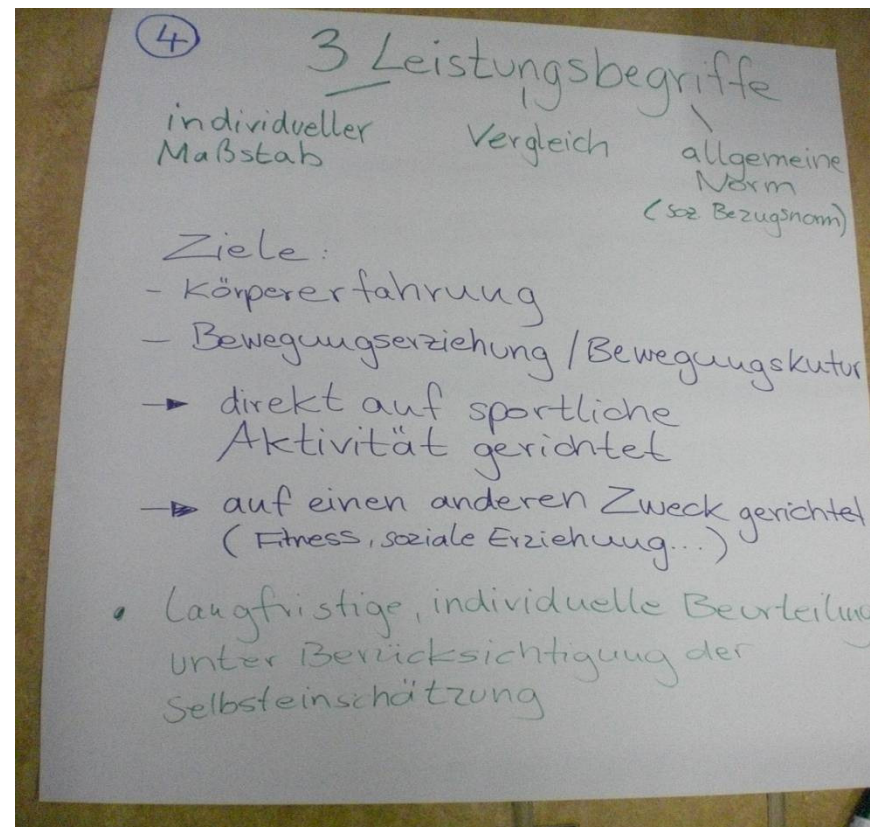 4
3 Leistungsbegriffe
individueller
Maßstab
Vergleich
allgemeine
Norm
(soz Bezugsnorm)
Ziele:
- Körpererfahrung
- Bewegungserziehung / Bewegungskutur
→ direkt auf sportliche
Aktivität gerichtet
→ auf einen anderen Zweck gerichtet
(Fitness, soziale Erziehung...)
• Langfristige, individuelle Beurteilung
unter Berücksichtigung der
Selbsteinschätzung